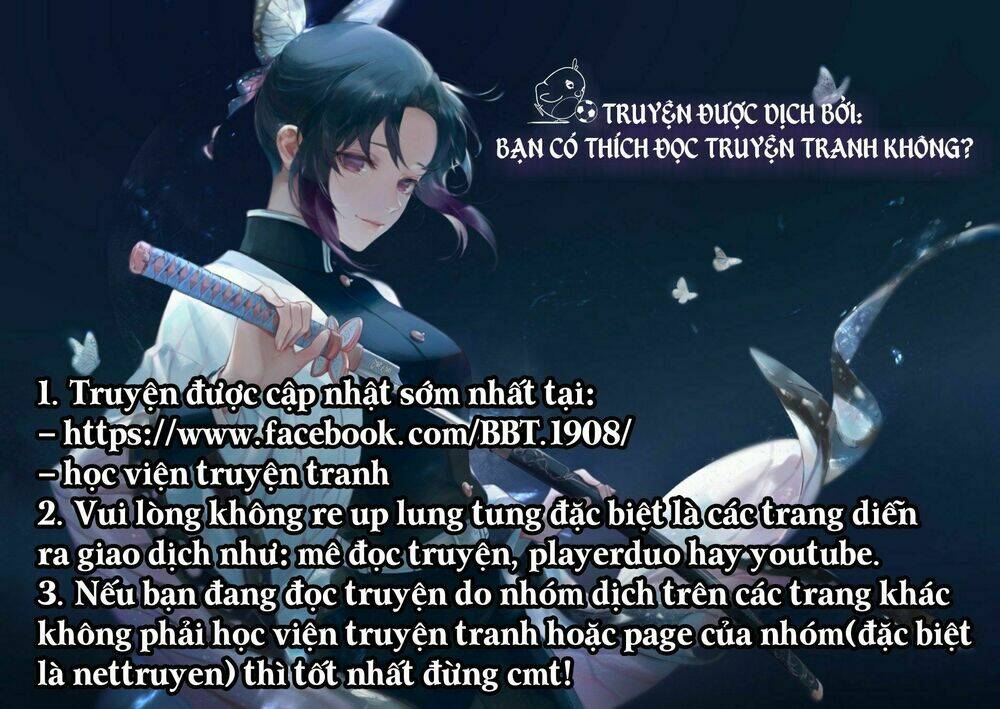 TRUYỆN ĐƯỢC DỊCH BỞI:
BẠN CÓ THÍCH ĐỌC TRUYỆN TRANH KHÔNG?
1. Truyện được cập nhật sớm nhất tại:
- https://www.facebook.com/BBT.1908/
- học viện truyện tranh
2. Vui lòng không re up lung tung đặc biệt là các trang diễn
ra giao dịch như: mê đọc truyện, playerduo hay youtube.
3. Nếu bạn đang đọc truyện do nhóm dịch trên các trang khác
không phải học viện truyện tranh hoặc page của nhóm(đặc biệt
là nettruyen) thì tốt nhất đừng cmt!